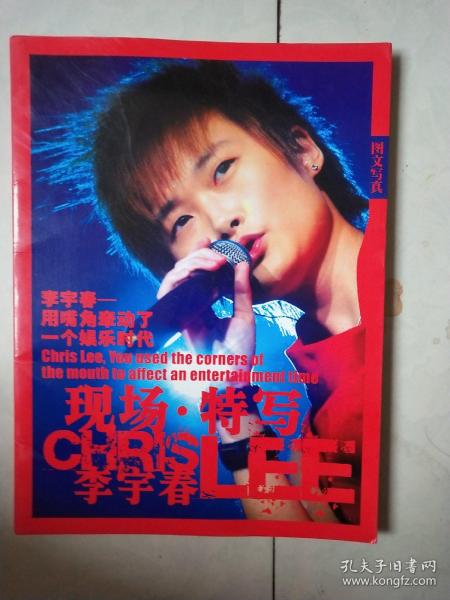 图文写真
李宇春—
用嘴角牵动了
一个娱乐时代
Chris Lee, You used the corners of
the mouth to affect an entertainment time
现场·特写
CHRIS LEE
李宇春
孔夫子旧书网
www.kongfz.com